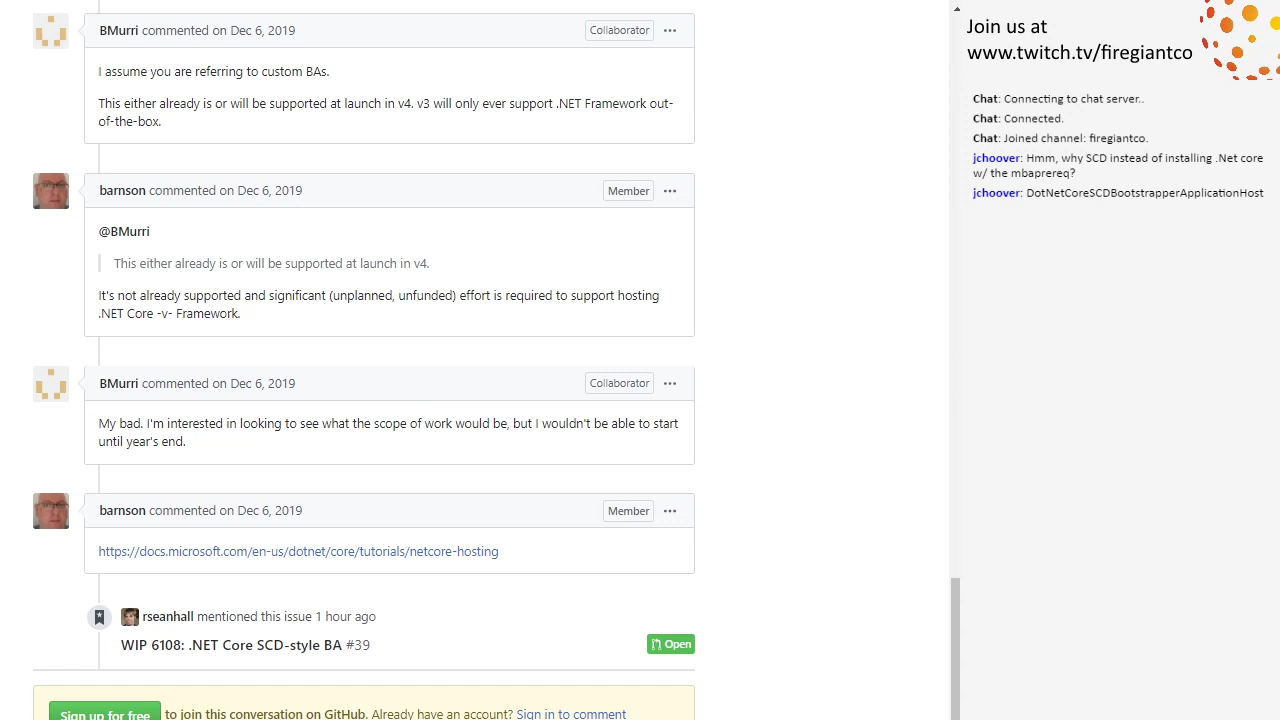 BMurri commented on Dec 6, 2019
Collaborator
I assume you are referring to custom BAs.
This either already is or will be supported at launch in v4. v3 will only ever support .NET Framework out-
of-the-box.
barnson commented on Dec 6, 2019
Member
@BMurri
This either already is or will be supported at launch in v4.
It's not already supported and significant (unplanned, unfunded) effort is required to support hosting
.NET Core -v- Framework.
BMurri commented on Dec 6, 2019
Collaborator
My bad. I'm interested in looking to see what the scope of work would be, but I wouldn't be able to start
until year's end.
barnson commented on Dec 6, 2019
Member
https://docs.microsoft.com/en-us/dotnet/core/tutorials/netcore-hosting
rseanhall mentioned this issue 1 hour ago
WIP 6108: .NET Core SCD-style BA #39
Open
Sign up for free to join this conversation on GitHub. Already have an account? Sign in to comment
Join us at
www.twitch.tv/firegiantco
Chat: Connecting to chat server..
Chat: Connected.
Chat: Joined channel: firegiantco.
jchoover: Hmm, why SCD instead of installing .Net core
w/ the mbaprereq?
jchoover: DotNetCoreSCDBootstrapperApplicationHost